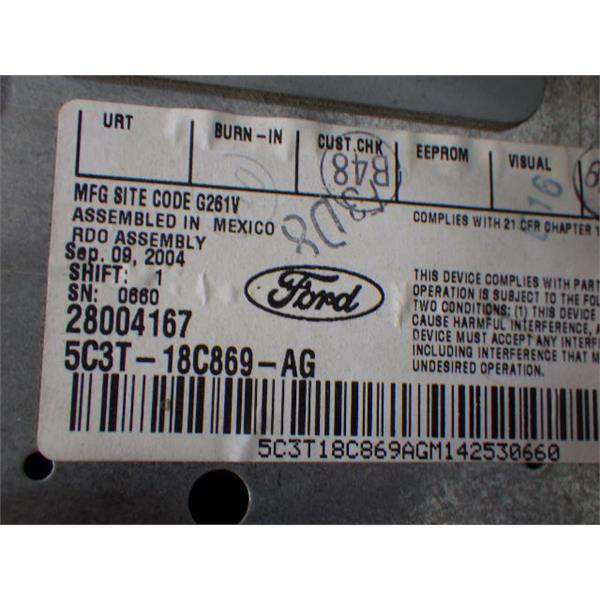 URT BURN-IN CUST.CHK EEPROM VISUAL
B48
MFG SITE CODE G261V
ASSEMBLED IN MEXICO
RDO ASSEMBLY
Sep. 09, 2004
SHIFT: 1
SN: 0660
28004167
5C3T-18C869-AG
Ford
COMPLIES WITH 21 CFR CHAPTER 1
THIS DEVICE COMPLIES WITH PART
OPERATION IS SUBJECT TO THE FOL
TWO CONDITIONS: (1) THIS DEVICE
CAUSE HARMFUL INTERFERENCE, A
DEVICE MUST ACCEPT ANY INTERF
INCLUDING INTERFERENCE THAT M
UNDESIRED OPERATION.
5C3T18C869AGM142530660